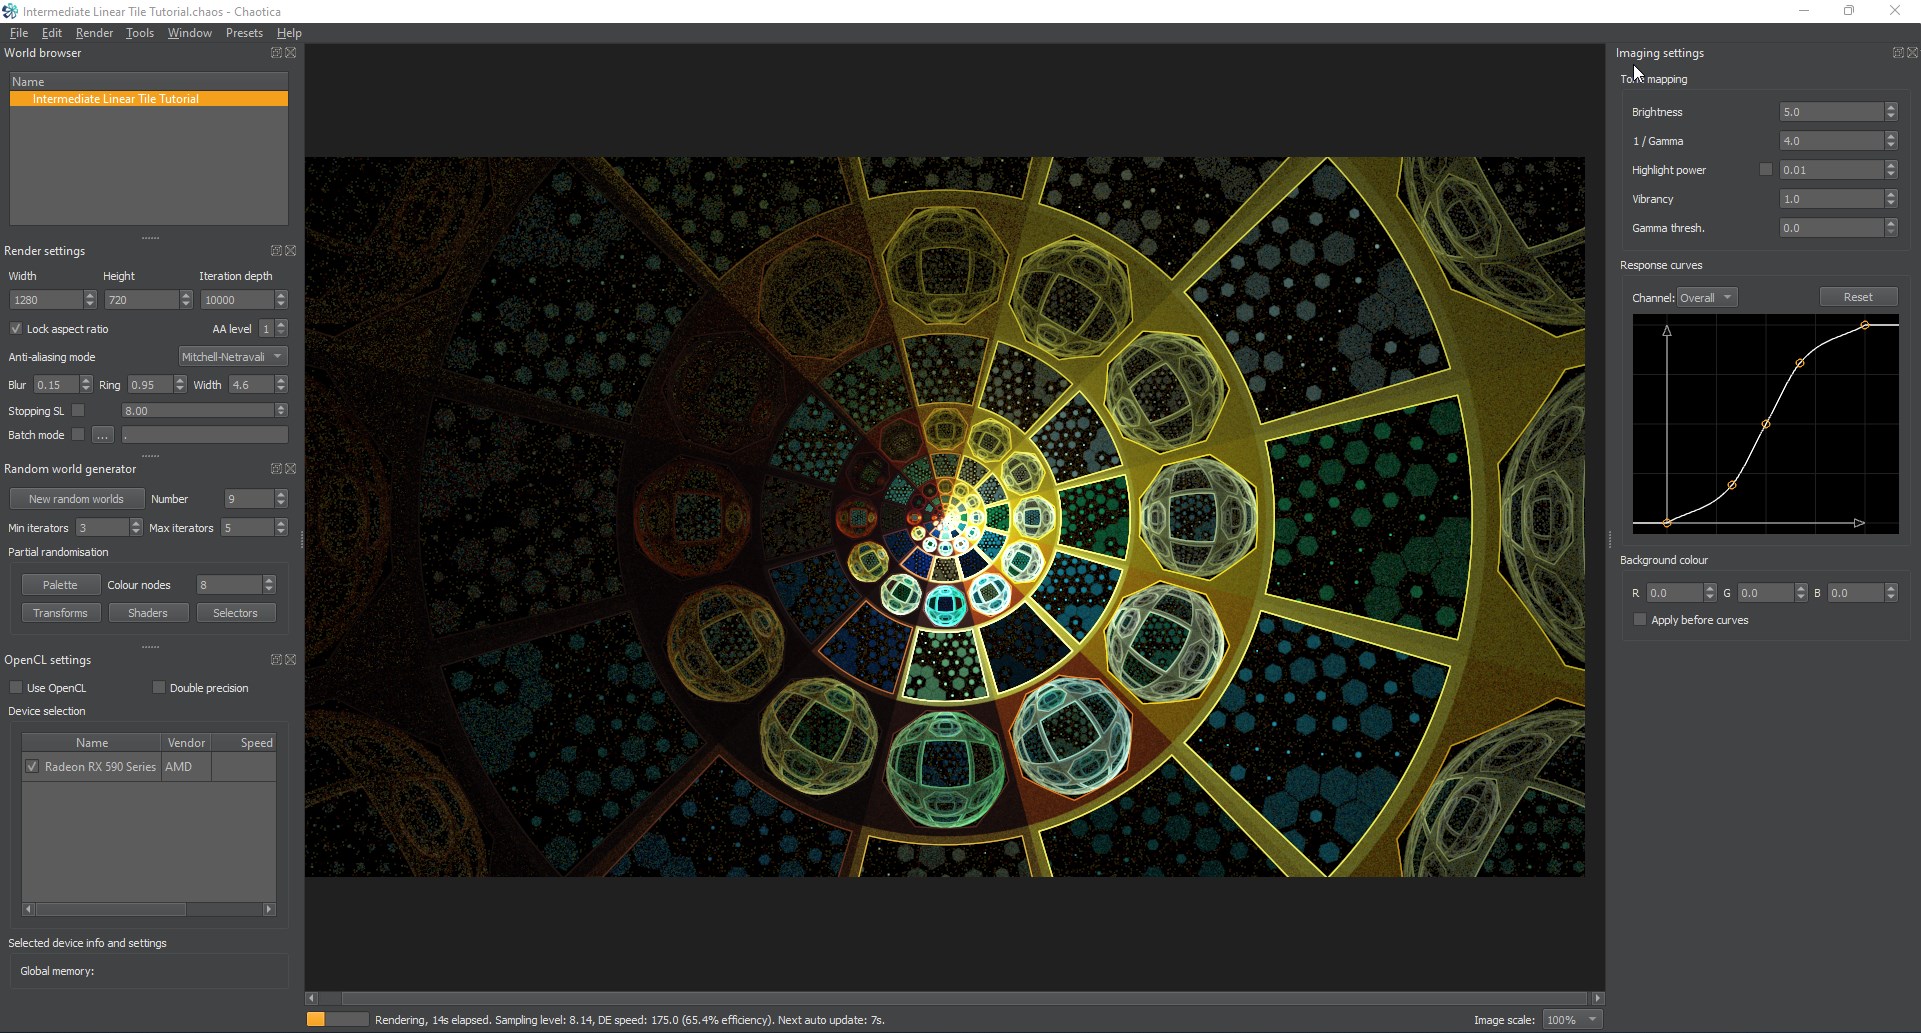 Intermediate Linear Tile Tutorial.chaos - Chaotica
File Edit Render Tools Window Presets Help
World browser
Name
Intermediate Linear Tile Tutorial
Render settings
Width Height Iteration depth
1280 720 10000
Lock aspect ratio AA level 1
Anti-aliasing mode Mitchell-Netravali
Blur 0.15 Ring 0.95 Width 4.6
Stopping SL 8.00
Batch mode ... .
Random world generator
New random worlds Number 9
Min iterators 3 Max iterators 5
Partial randomisation
Palette Colour nodes 8
Transforms Shaders Selectors
OpenCL settings
Use OpenCL Double precision
Device selection
Name Vendor Speed
Radeon RX 590 Series AMD
Selected device info and settings
Global memory:
Rendering, 14s elapsed. Sampling level: 8.14, DE speed: 175.0 (65.4% efficiency). Next auto update: 7s.
Image scale: 100%
Imaging settings
mapping
Brightness 5.0
1 / Gamma 4.0
Highlight power 0.01
Vibrancy 1.0
Gamma thresh. 0.0
Response curves
Channel: Overall Reset
Background colour
R 0.0 G 0.0 B 0.0
Apply before curves